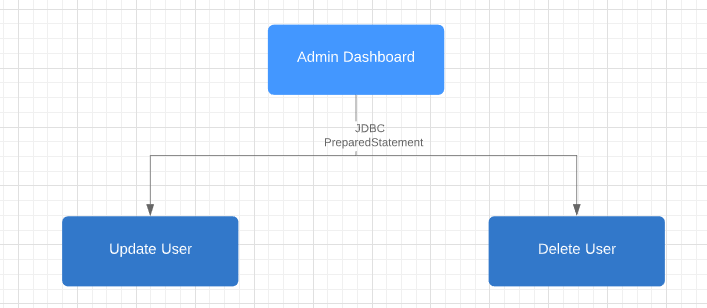 Admin Dashboard
JDBC
PreparedStatement
Update User
Delete User